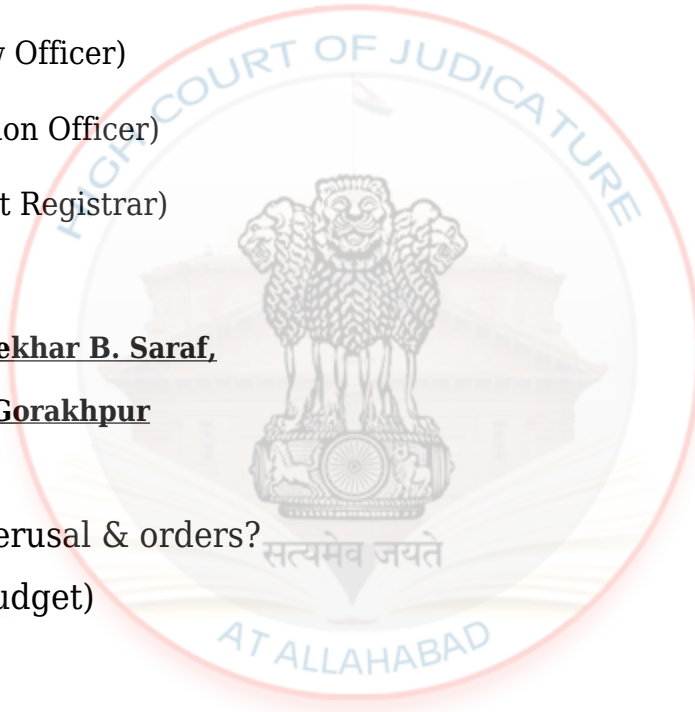 w Officer)
HIGH COURT OF JUDICATURE
ion Officer)
t Registrar)
ekhar B. Saraf,
Gorakhpur
erusal & orders?
सत्यमेव जयते
udget)
AT ALLAHABAD